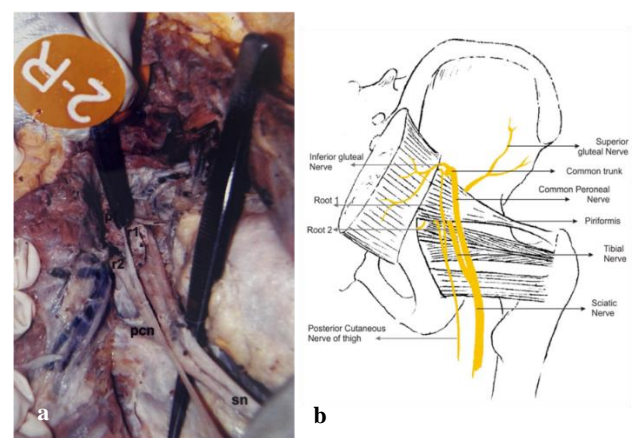 2-R
r1
r2
pcn
sn
a
Superior
gluteal Nerve
Inferior gluteal
Nerve
Common trunk
Common Peroneal
Nerve
Root 1
Piriformis
Root 2
Tibial
Nerve
Sciatic
Nerve
Posterior Cutaneous
Nerve of thigh
b